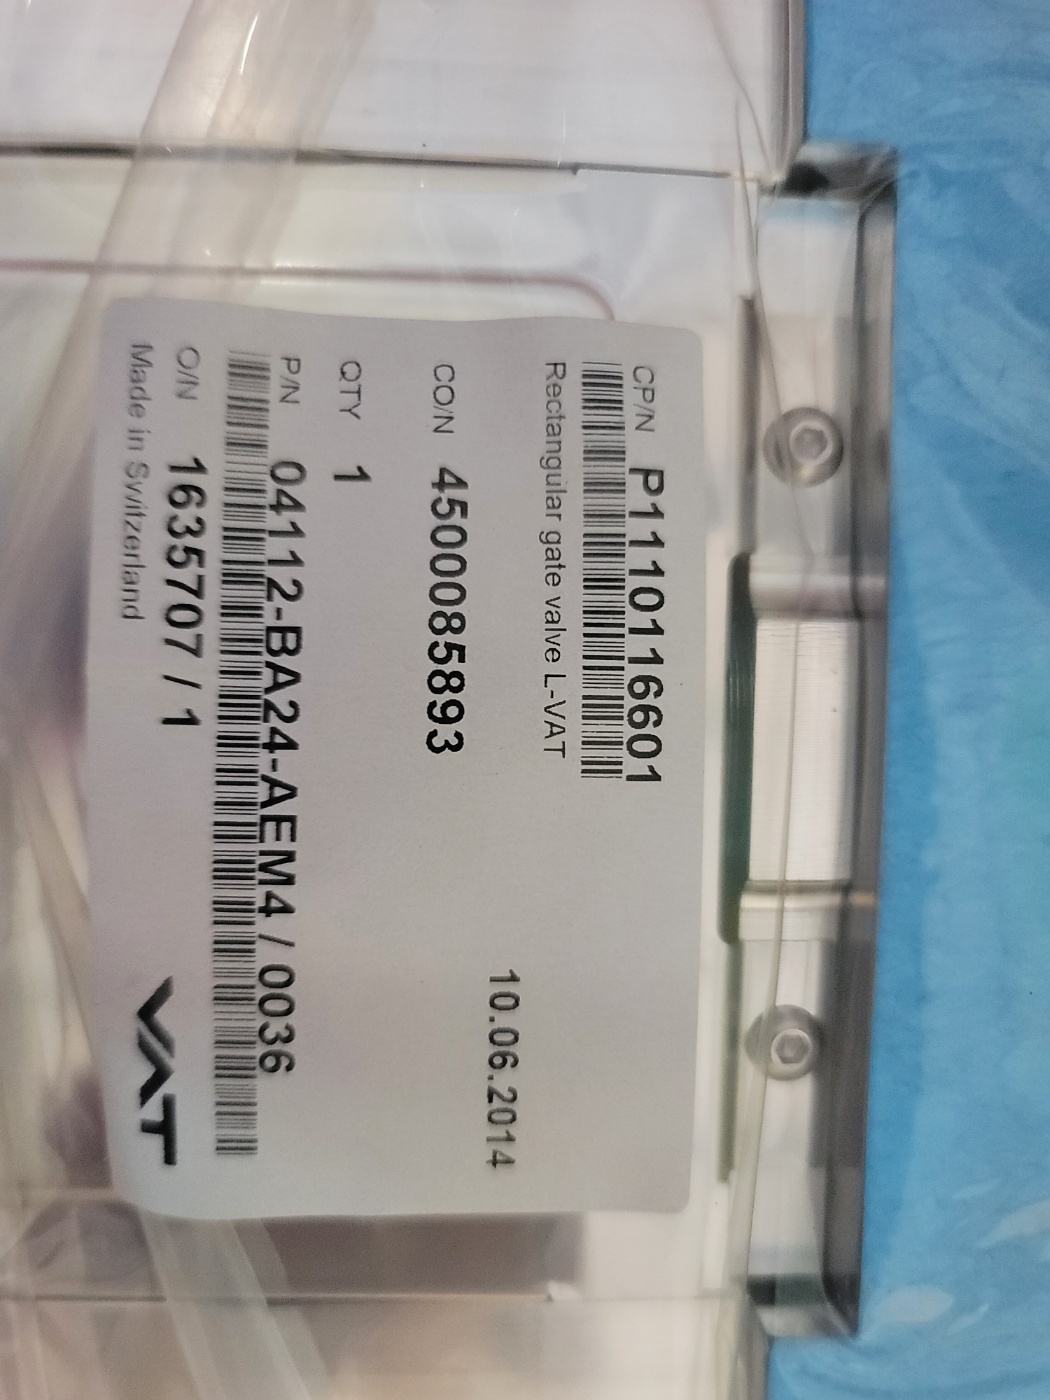 CP/N P1110116601
Rectangular gate valve L-VAT
10.06.2014
CO/N 4500085893
QTY 1
P/N 04112-BA24-AEM4 / 0036
O/N 1635707 / 1
Made in Switzerland
VAT